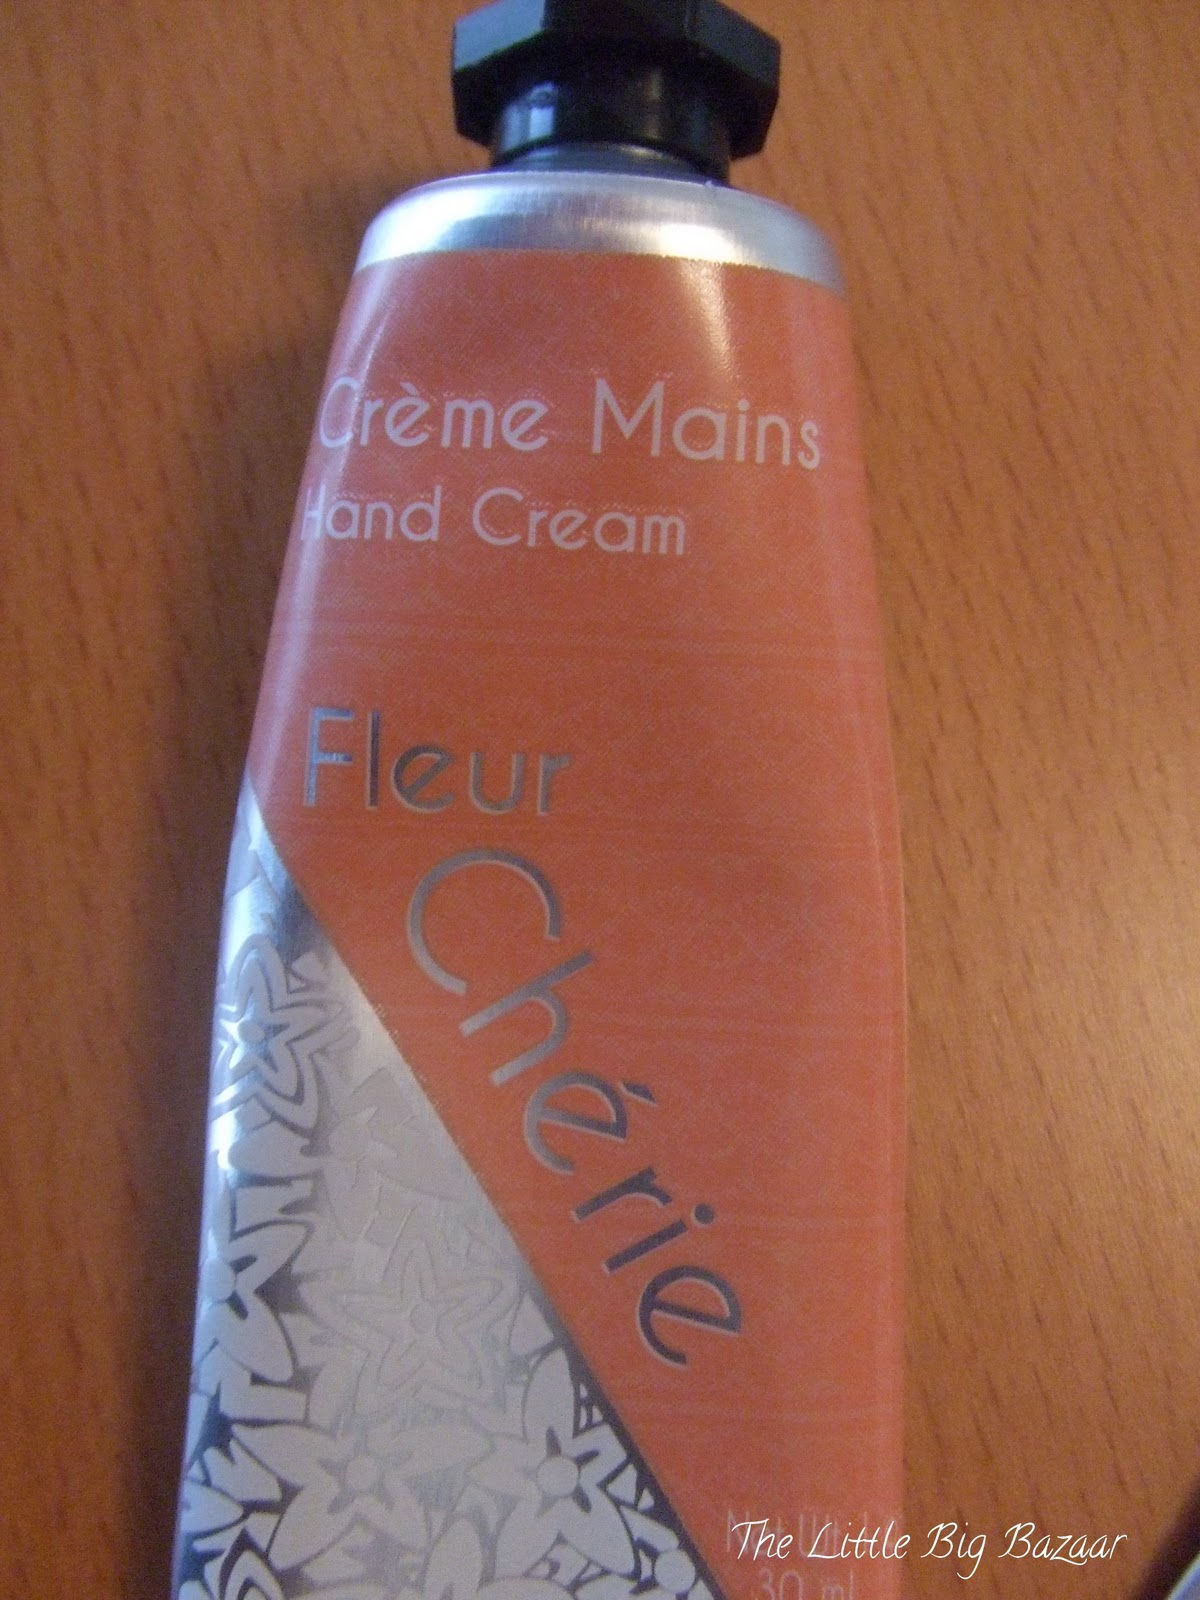 Crème Mains
Hand Cream
Fleur
Chérie
The Little Big Bazaar
30 ml